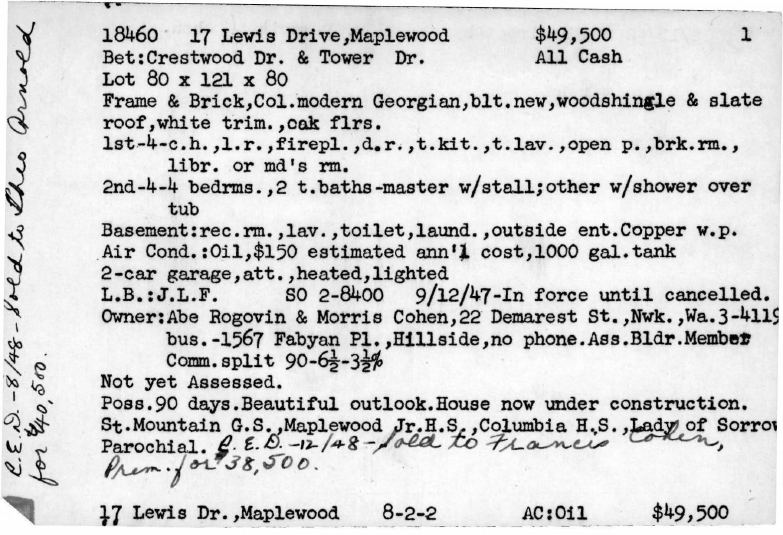 18460 17 Lewis Drive,Maplewood $49,500 1
Bet:Crestwood Dr. & Tower Dr. All Cash
Lot 80 x 121 x 80
Frame & Brick,Col.modern Georgian,blt.new,woodshingle & slate
roof,white trim.,oak flrs.
1st-4-c.h.,l.r.,firepl.,d.r.,t.kit.,t.lav.,open p.,brk.rm.,
libr. or md's rm.
2nd-4-4 bedrms.,2 t.baths-master w/stall;other w/shower over
tub
Basement:rec.rm.,lav.,toilet,laund.,outside ent.Copper w.p.
Air Cond.:Oil,$150 estimated ann'l cost,1000 gal.tank
2-car garage,att.,heated,lighted
L.B.:J.L.F. SO 2-8400 9/12/47-In force until cancelled.
Owner:Abe Rogovin & Morris Cohen,22 Demarest St.,Nwk.,Wa.3-4119
bus.-1567 Fabyan Pl.,Hillside,no phone.Ass.Bldr.Member
Comm.split 90-6½-3½%
Not yet Assessed.
Poss.90 days.Beautiful outlook.House now under construction.
St.Mountain G.S.,Maplewood Jr.H.S.,Columbia H.S.,Lady of Sorrow
Parochial. C.E.D.-12/48-sold to Francis Cohen,
Prem. for $38,500.
17 Lewis Dr.,Maplewood 8-2-2 AC:Oil $49,500
C.E.D.-8/48-Sold to Theo Arnold
for $40,500.